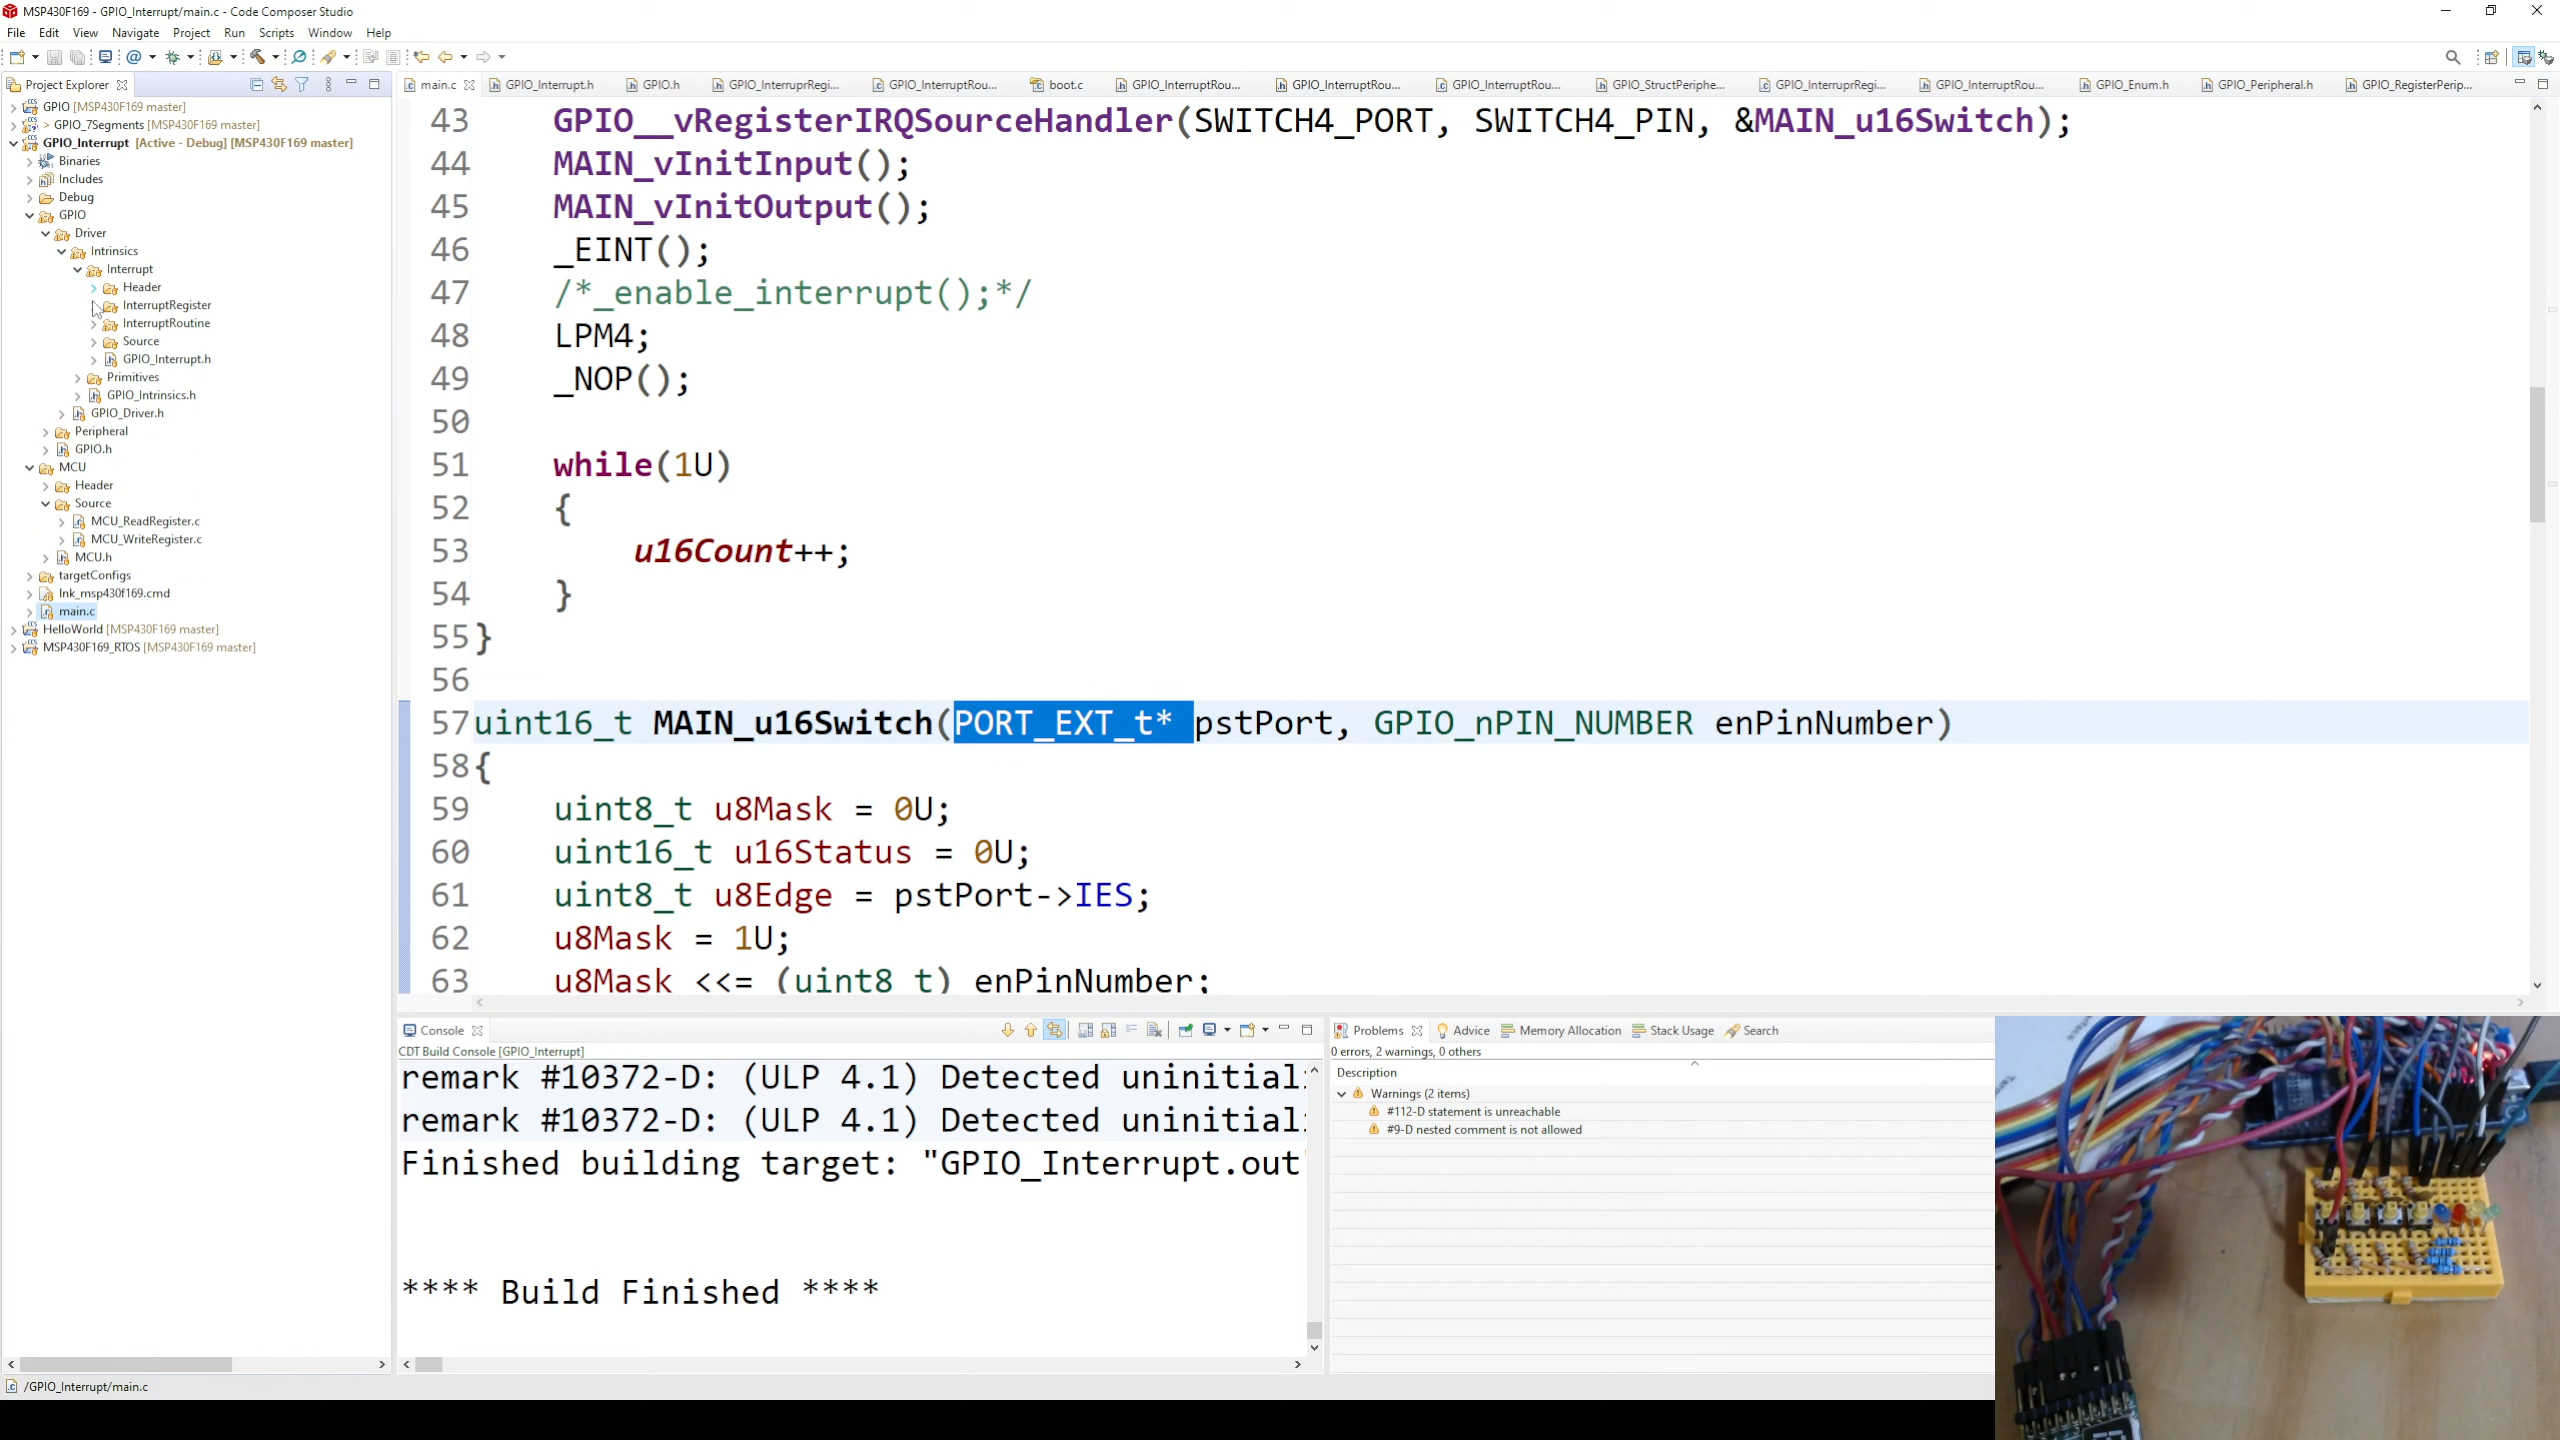 MSP430F169 - GPIO_Interrupt/main.c - Code Composer Studio
File Edit View Navigate Project Run Scripts Window Help
Project Explorer
GPIO [MSP430F169 master]
> GPIO_7Segments [MSP430F169 master]
GPIO_Interrupt [Active - Debug] [MSP430F169 master]
Binaries
Includes
Debug
GPIO
Driver
Intrinsics
Interrupt
Header
InterruptRegister
InterruptRoutine
Source
GPIO_Interrupt.h
Primitives
GPIO_Intrinsics.h
GPIO_Driver.h
Peripheral
GPIO.h
MCU
Header
Source
MCU_ReadRegister.c
MCU_WriteRegister.c
MCU.h
targetConfigs
lnk_msp430f169.cmd
main.c
HelloWorld [MSP430F169 master]
MSP430F169_RTOS [MSP430F169 master]
main.c GPIO_Interrupt.h GPIO.h GPIO_InterruprRegi... GPIO_InterruptRou... boot.c GPIO_InterruptRou... GPIO_InterruptRou... GPIO_InterruptRou... GPIO_StructPeriphe... GPIO_InterruprRegi... GPIO_InterruptRou... GPIO_Enum.h GPIO_Peripheral.h GPIO_RegisterPerip...
43 GPIO__vRegisterIRQSourceHandler(SWITCH4_PORT, SWITCH4_PIN, &MAIN_u16Switch);
44 MAIN_vInitInput();
45 MAIN_vInitOutput();
46 _EINT();
47 /*_enable_interrupt();*/
48 LPM4;
49 _NOP();
50
51 while(1U)
52 {
53 u16Count++;
54 }
55 }
56
57 uint16_t MAIN_u16Switch(PORT_EXT_t* pstPort, GPIO_nPIN_NUMBER enPinNumber)
58 {
59 uint8_t u8Mask = 0U;
60 uint16_t u16Status = 0U;
61 uint8_t u8Edge = pstPort->IES;
62 u8Mask = 1U;
63 u8Mask <<= (uint8_t) enPinNumber;
Console
CDT Build Console [GPIO_Interrupt]
remark #10372-D: (ULP 4.1) Detected uninitial
remark #10372-D: (ULP 4.1) Detected uninitial
Finished building target: "GPIO_Interrupt.out"
**** Build Finished ****
Problems Advice Memory Allocation Stack Usage Search
0 errors, 2 warnings, 0 others
Description
Warnings (2 items)
#112-D statement is unreachable
#9-D nested comment is not allowed
/GPIO_Interrupt/main.c